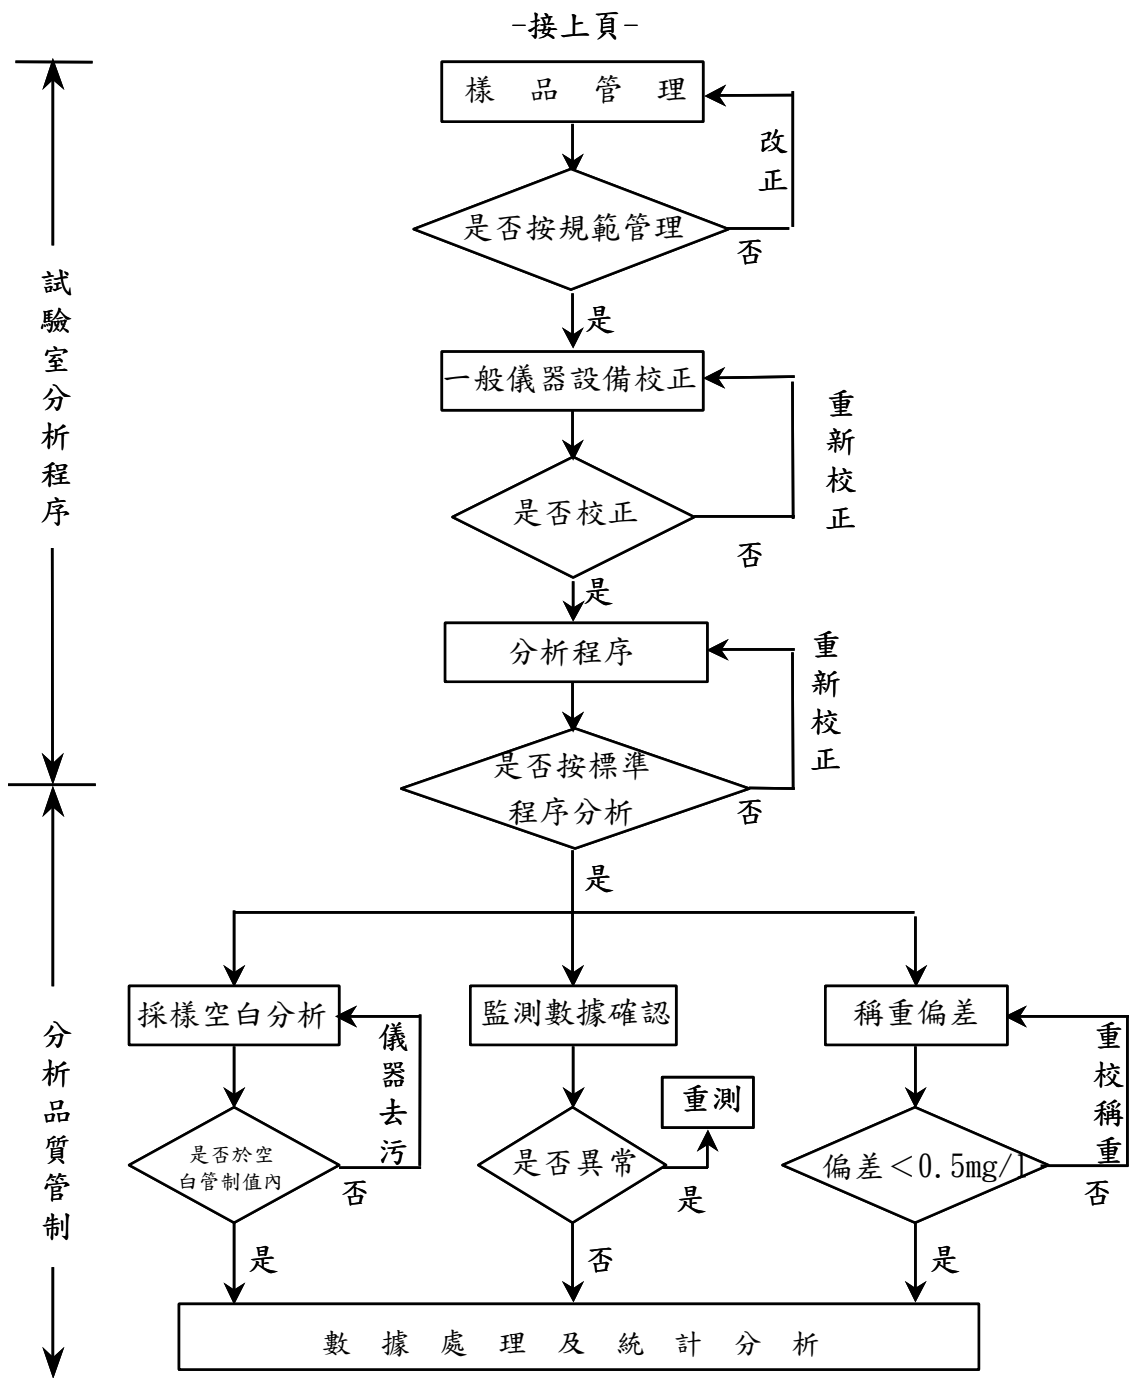 -接上頁-
樣品管理
改正
是否按規範管理
否
是
試驗室分析程序
一般儀器設備校正
重新校正
是否校正
否
是
分析程序
重新校正
是否按標準
程序分析
否
是
分析品質管制
採樣空白分析
儀器去污
監測數據確認
稱重偏差
重校稱重
重測
是否於空
白管制值內
否
是否異常
是
偏差＜0.5mg/l
否
是
否
是
數據處理及統計分析